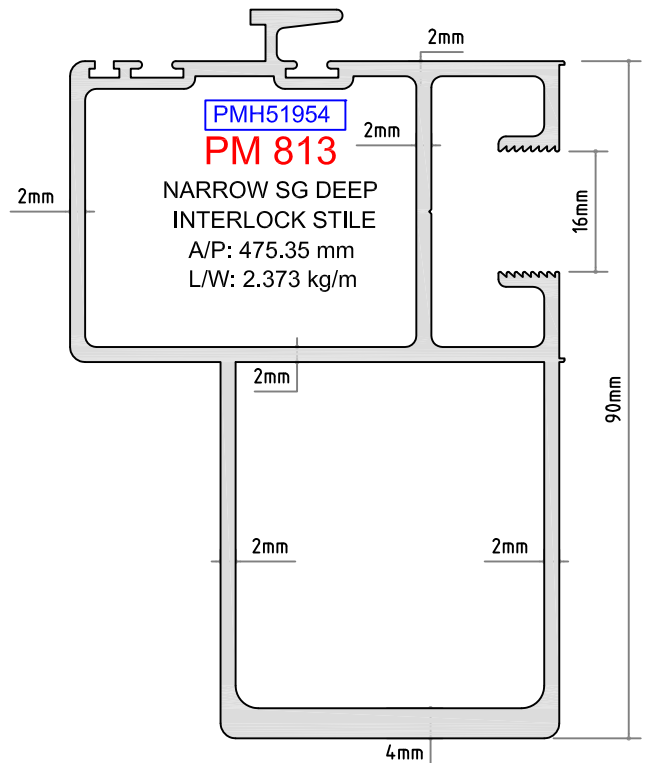 2mm
PMH51954
2mm
PM 813
2mm
NARROW SG DEEP
INTERLOCK STILE
16mm
A/P: 475.35 mm
L/W: 2.373 kg/m
2mm
90mm
2mm
2mm
4mm